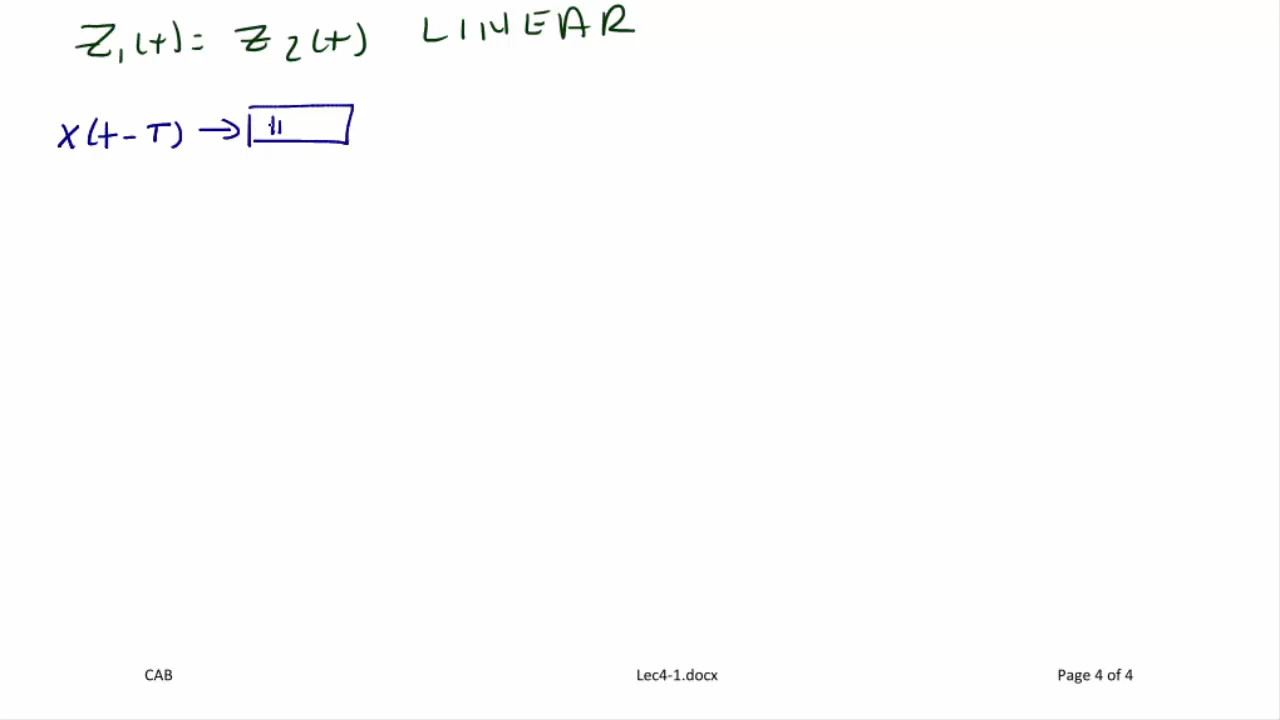 Z₁(t) = Z₂(t) LINEAR
x(t-T) →
CAB Lec4-1.docx Page 4 of 4